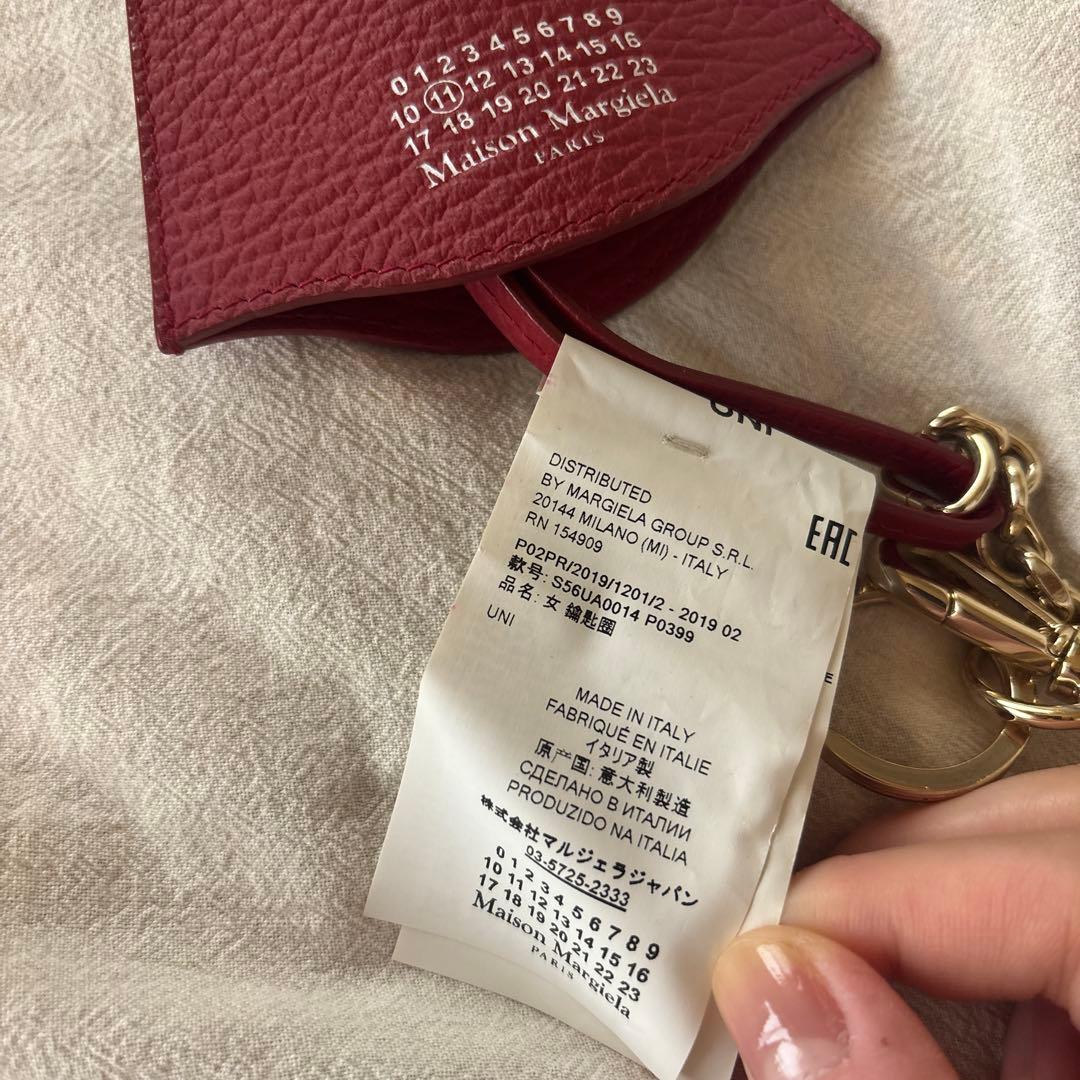 0 1 2 3 4 5 6 7 8 9
10 11 12 13 14 15 16
17 18 19 20 21 22 23
Maison Margiela
PARIS
UNI
DISTRIBUTED
BY MARGIELA GROUP S.R.L.
20144 MILANO (MI) - ITALY
RN 154909
EAC
P02PR/2019/1201/2 - 2019 02
款号: S56UA0014 P0399
品名: 女 鑰匙圈
UNI
MADE IN ITALY
FABRIQUÉ EN ITALIE
イタリア製
原产国: 意大利製造
СДЕЛАНО В ИТАЛИИ
PRODUZIDO NA ITALIA
株式会社マルジェラジャパン
03-5725-2333
0 1 2 3 4 5 6 7 8 9
10 11 12 13 14 15 16
17 18 19 20 21 22 23
Maison Margiela
PARIS